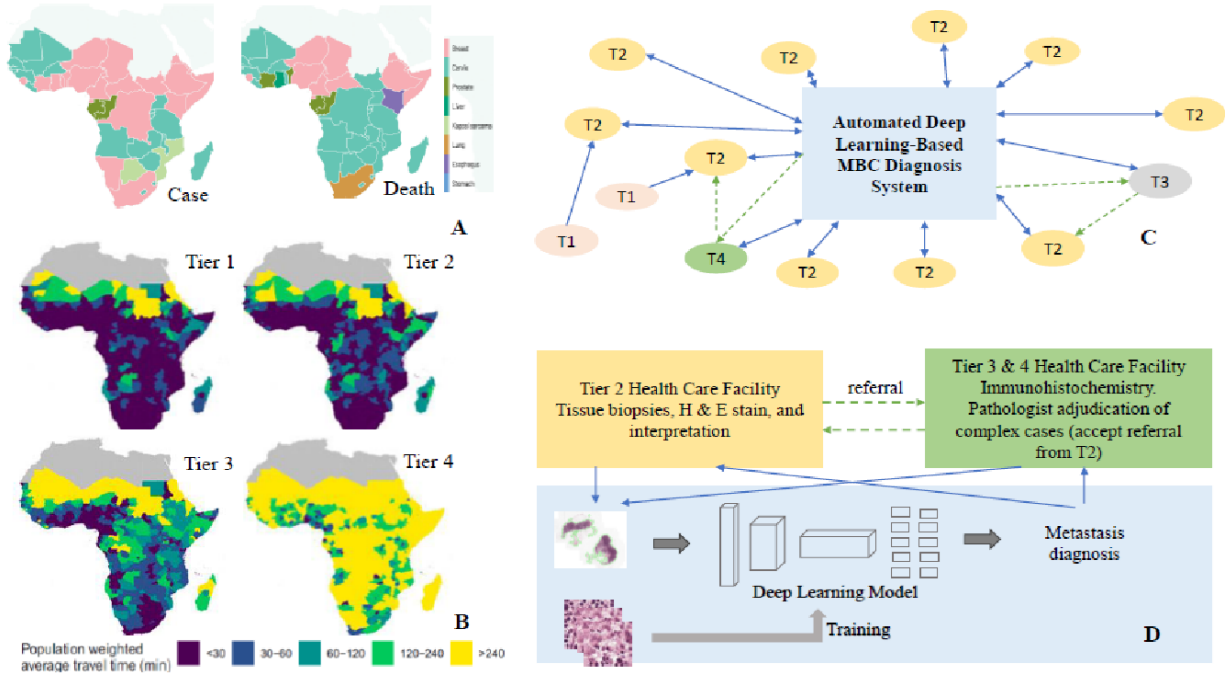 Breast
Cervix
Prostate
Liver
Kaposi sarcoma
Lung
Esophagus
Stomach
Case
Death
A
Tier 1
Tier 2
Tier 3
Tier 4
B
Population weighted
average travel time (min)
<30
30–60
60–120
120–240
>240
T2
T2
T2
T2
T2
T2
T2
T1
T1
T4
T2
T2
T2
T3
Automated Deep
Learning-Based
MBC Diagnosis
System
C
Tier 2 Health Care Facility
Tissue biopsies, H & E stain, and
interpretation
referral
Tier 3 & 4 Health Care Facility
Immunohistochemistry.
Pathologist adjudication of
complex cases (accept referral
from T2)
Metastasis
diagnosis
Deep Learning Model
Training
D